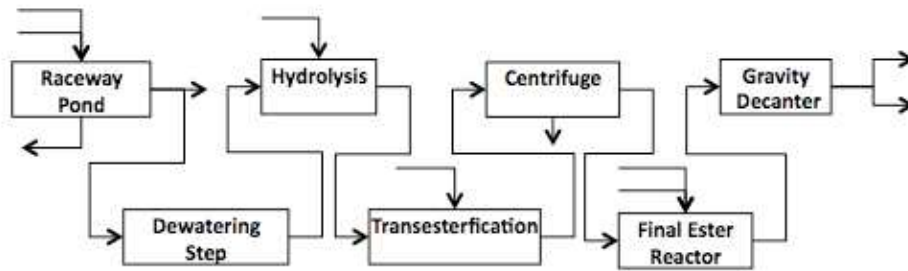 Raceway
Pond
Hydrolysis
Centrifuge
Gravity
Decanter
Dewatering
Step
Transesterfication
Final Ester
Reactor